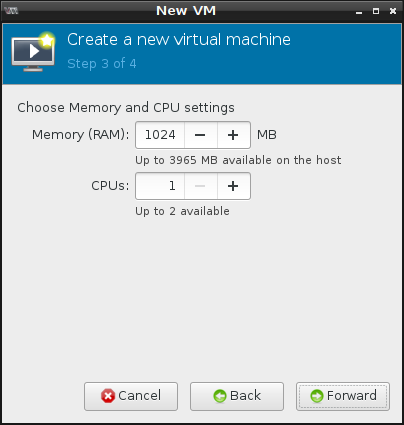 New VM
Create a new virtual machine
Step 3 of 4
Choose Memory and CPU settings
Memory (RAM): 1024 MB
Up to 3965 MB available on the host
CPUs: 1
Up to 2 available
Cancel Back Forward